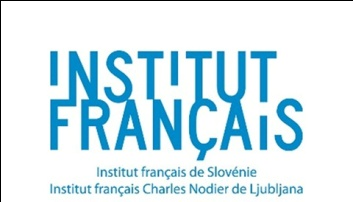 INSTITUT
FRANÇAIS
Institut français de Slovénie
Institut français Charles Nodier de Ljubljana